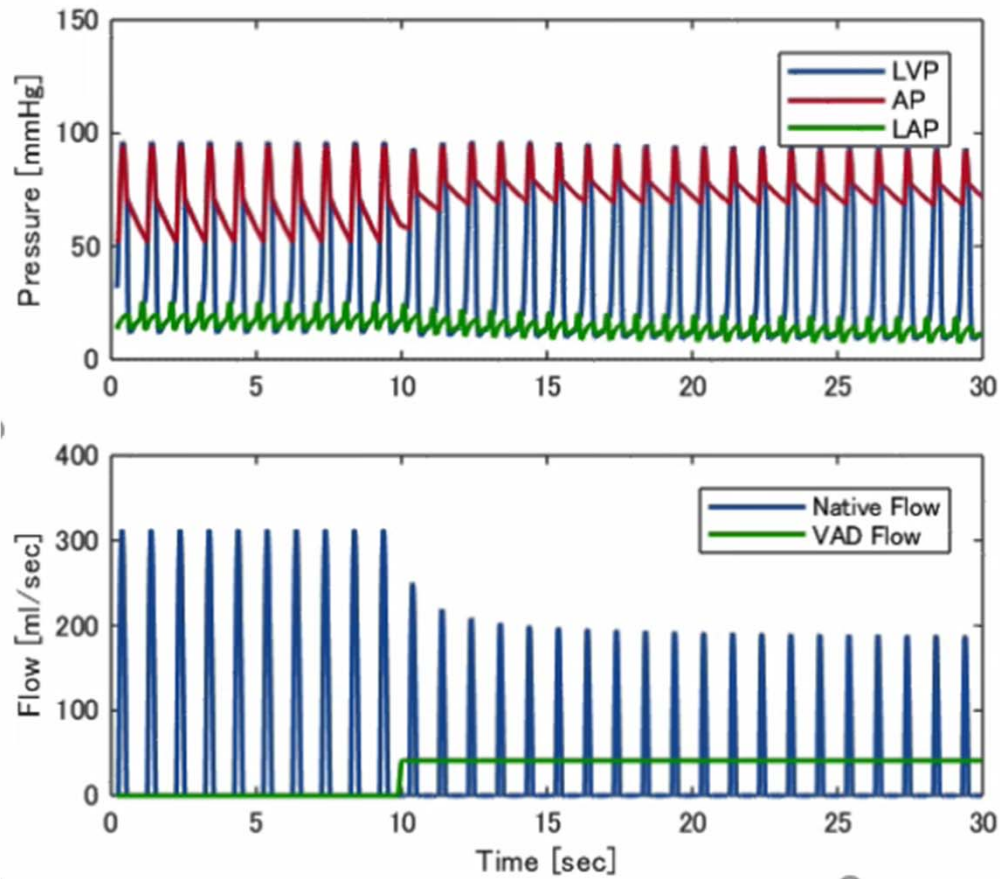 150
100
50
0
Pressure [mmHg]
LVP
AP
LAP
0 5 10 15 20 25 30
400
300
200
100
0
Flow [ml/sec]
Native Flow
VAD Flow
0 5 10 15 20 25 30
Time [sec]